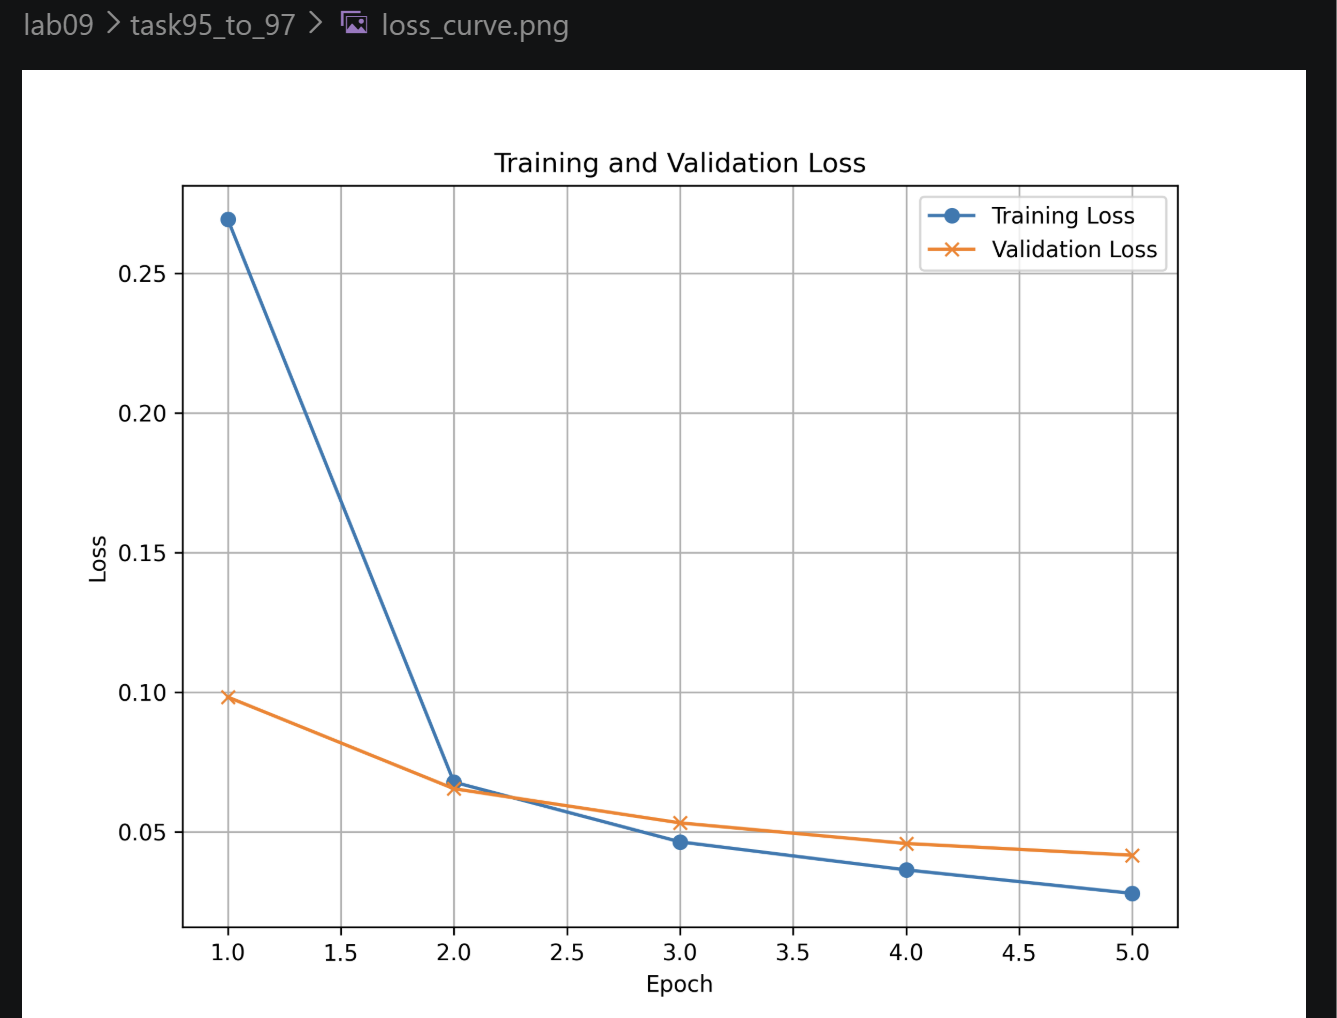 lab09 > task95_to_97 > loss_curve.png
Training and Validation Loss
Training Loss
Validation Loss
0.25
0.20
0.15
0.10
0.05
Loss
1.0 1.5 2.0 2.5 3.0 3.5 4.0 4.5 5.0
Epoch